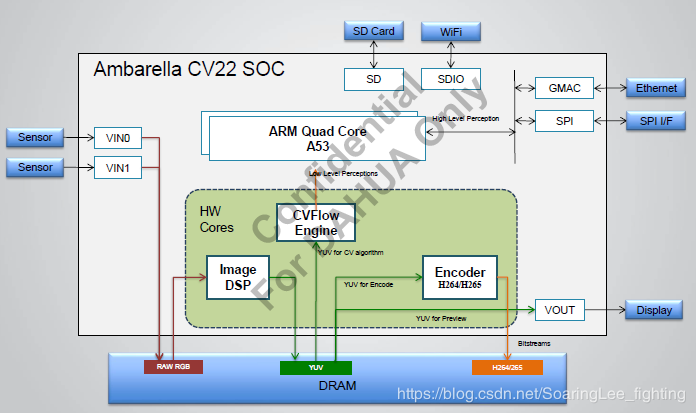 SD Card
WiFi
Ambarella CV22 SOC
SD
SDIO
GMAC
Ethernet
High Level Perception
ARM Quad Core
A53
SPI
SPI I/F
Sensor
VIN0
Sensor
VIN1
Low Level Perceptions
HW
Cores
CVFlow
Engine
YUV for CV algorithm
Image
DSP
Encoder
H264/H265
YUV for Encode
VOUT
Display
YUV for Preview
Bitstreams
RAW RGB
YUV
H264/265
DRAM
Confidential
For DAHUA Only
https://blog.csdn.net/SoaringLee_fighting